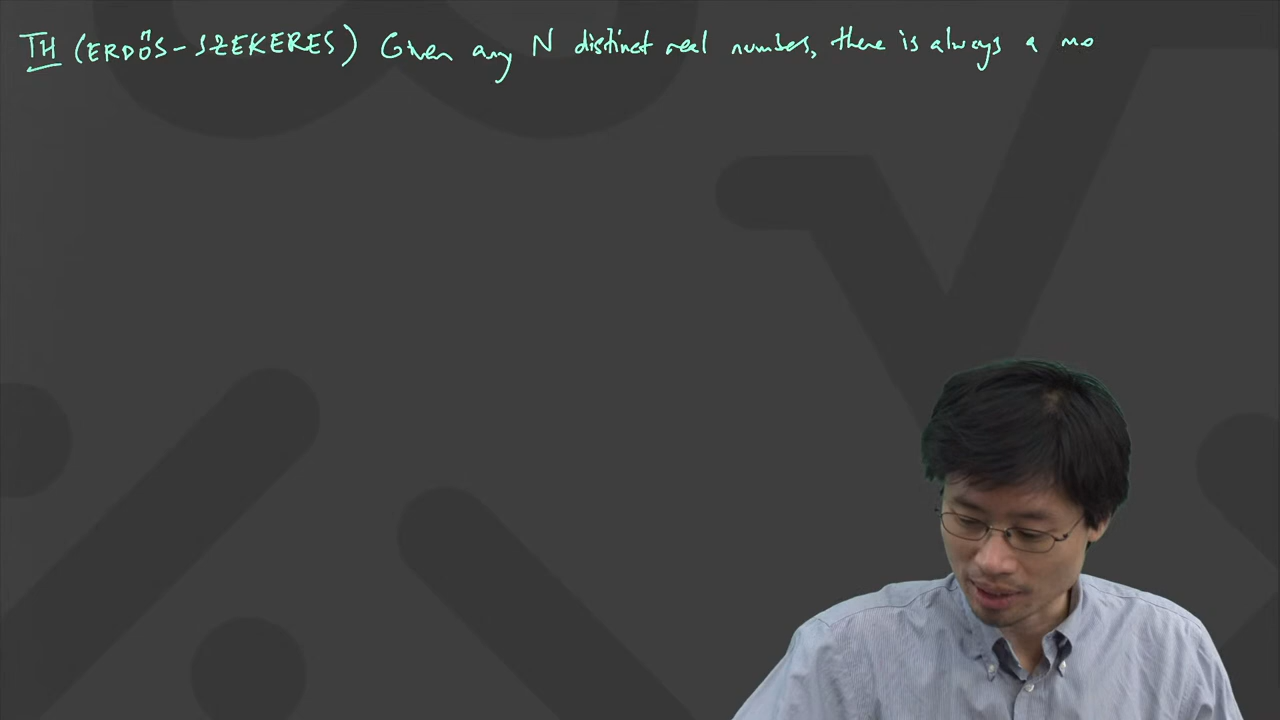 TH (ERDŐS-SZEKERES) Given any N distinct real numbers, there is always a mo